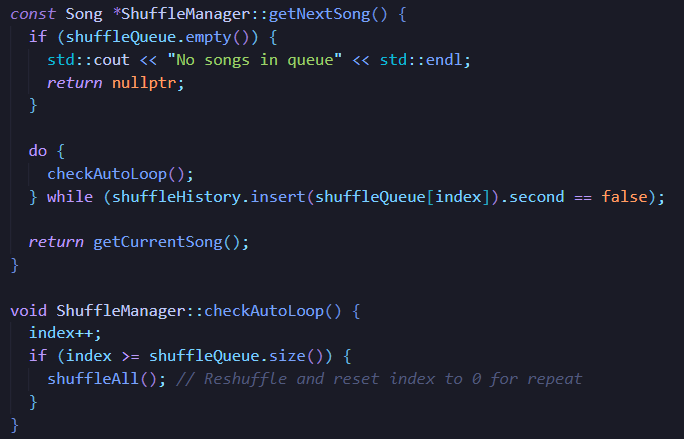 const Song *ShuffleManager::getNextSong() {
  if (shuffleQueue.empty()) {
    std::cout << "No songs in queue" << std::endl;
    return nullptr;
  }

  do {
    checkAutoLoop();
  } while (shuffleHistory.insert(shuffleQueue[index]).second == false);

  return getCurrentSong();
}

void ShuffleManager::checkAutoLoop() {
  index++;
  if (index >= shuffleQueue.size()) {
    shuffleAll(); // Reshuffle and reset index to 0 for repeat
  }
}